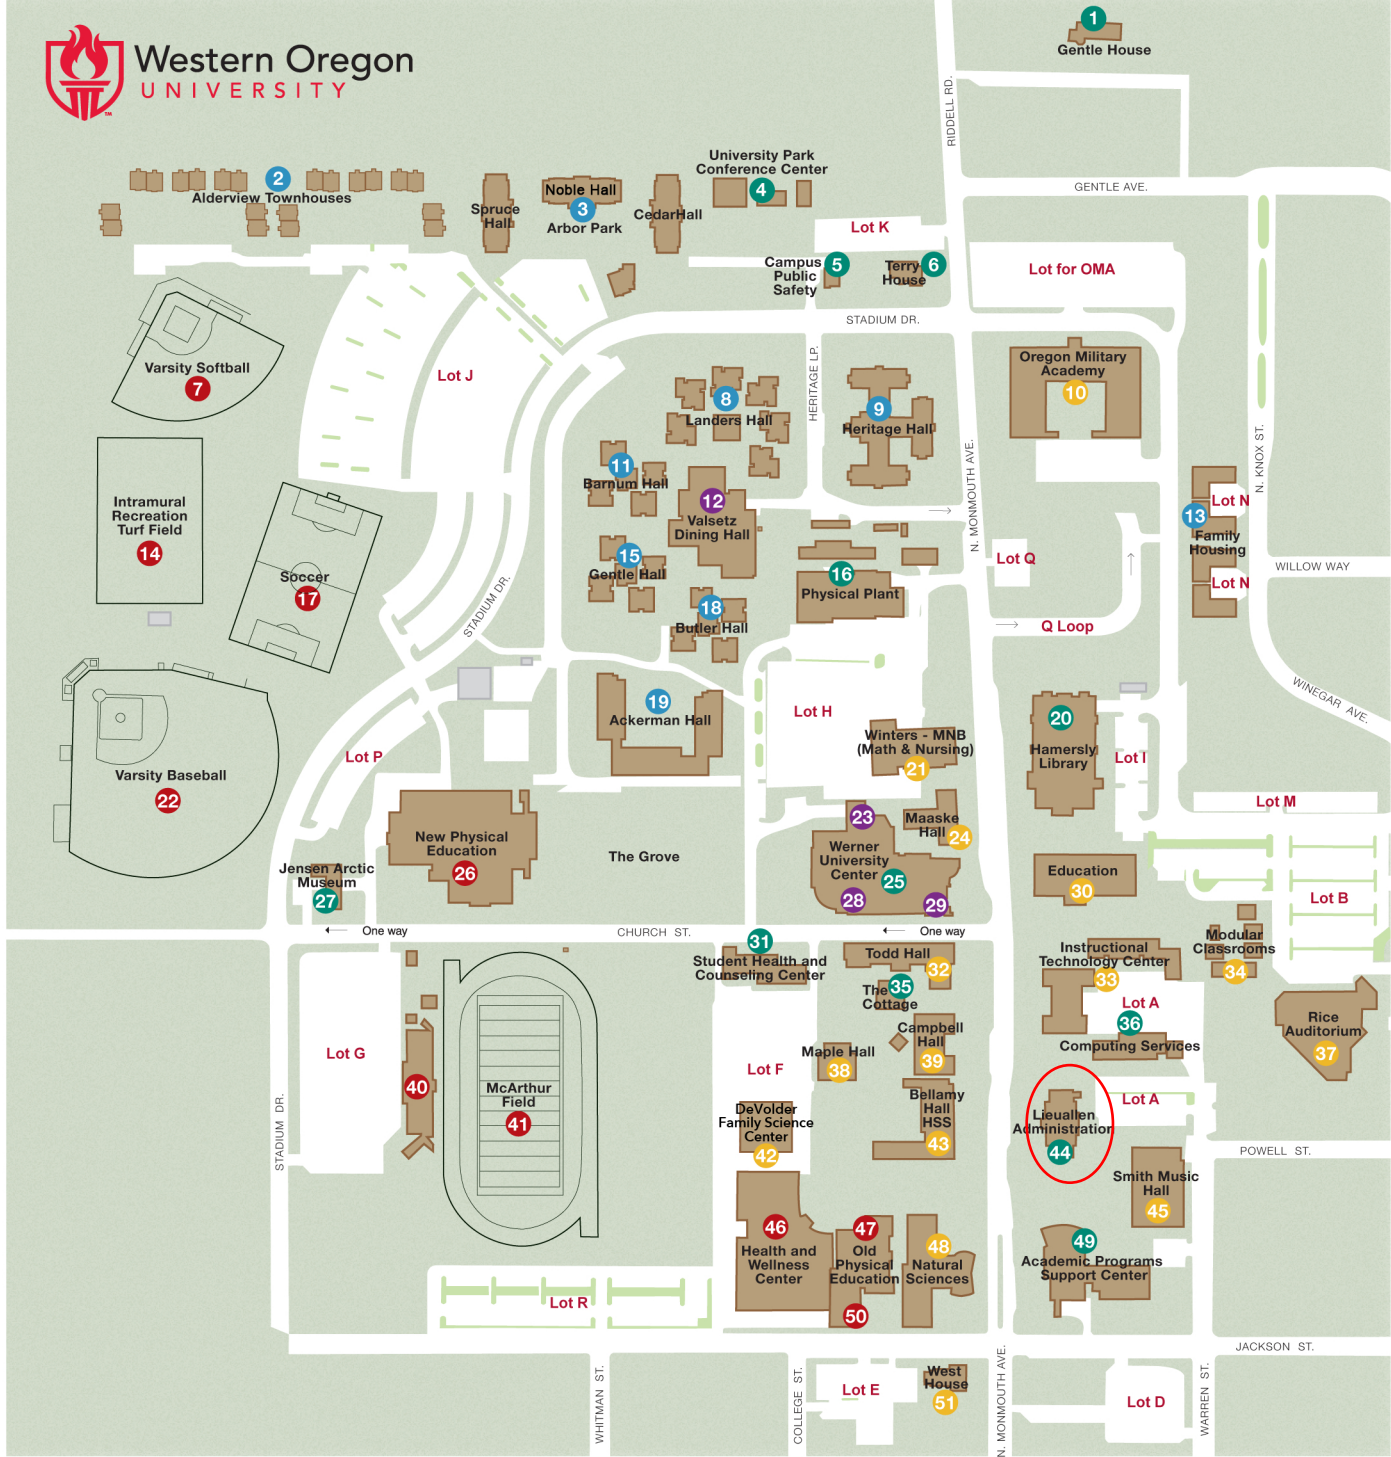 1
Gentle House
Western Oregon
UNIVERSITY
TM
RIDDELL RD.
University Park
Conference Center
4
2
Alderview Townhouses
Spruce
Hall
Noble Hall
3
Arbor Park
CedarHall
GENTLE AVE.
Lot K
Campus
Public
Safety
5
Terry
House
6
Lot for OMA
STADIUM DR.
Varsity Softball
7
Lot J
HERITAGE LP.
8
Landers Hall
9
Heritage Hall
Oregon Military
Academy
10
N. MONMOUTH AVE.
N. KNOX ST.
11
Barnum Hall
12
Valsetz
Dining Hall
Lot N
13
Family
Housing
Lot N
Intramural
Recreation
Turf Field
14
Soccer
17
15
Gentle Hall
16
Physical Plant
Lot Q
WILLOW WAY
STADIUM DR.
18
Butler Hall
Q Loop
19
Ackerman Hall
Lot H
WINEGAR AVE.
20
Hamersly
Library
Lot I
Winters - MNB
(Math & Nursing)
21
Lot P
Varsity Baseball
22
Lot M
New Physical
Education
26
The Grove
23
Werner
University
Center
25
28
29
Maaske
Hall
24
Education
30
Jensen Arctic
Museum
27
Lot B
One way
CHURCH ST.
One way
31
Student Health and
Counseling Center
Todd Hall
32
Instructional
Technology Center
33
Modular
Classrooms
34
The
Cottage
35
Lot A
36
Computing Services
Rice
Auditorium
37
Campbell
Hall
39
Maple Hall
38
Lot G
40
McArthur
Field
41
Lot F
Bellamy
Hall
HSS
43
Lot A
Lieuallen
Administration
44
DeVolder
Family Science
Center
42
STADIUM DR.
POWELL ST.
Smith Music
Hall
45
46
Health and
Wellness
Center
47
Old
Physical
Education
50
48
Natural
Sciences
49
Academic Programs
Support Center
Lot R
JACKSON ST.
WHITMAN ST.
COLLEGE ST.
Lot E
West
House
51
N. MONMOUTH AVE.
Lot D
WARREN ST.